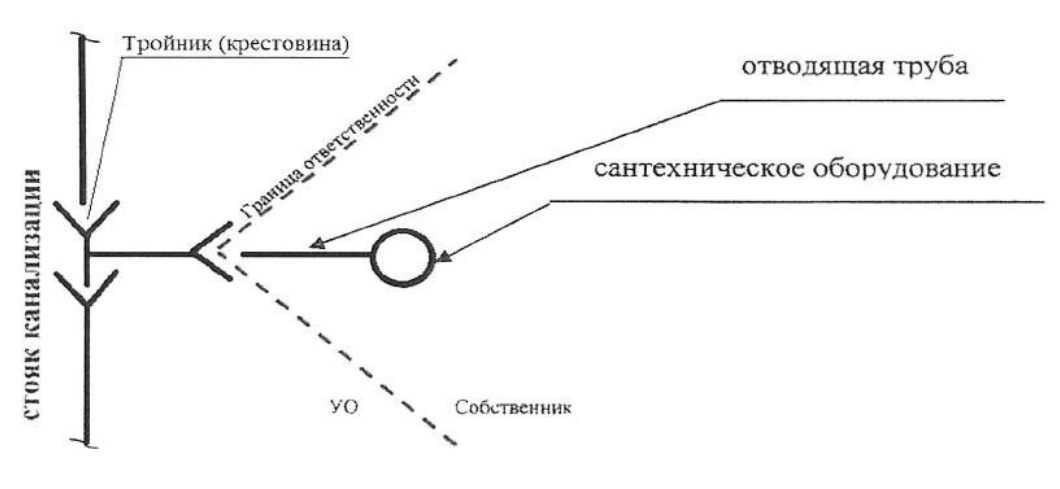 Тройник (крестовина)
отводящая труба
Граница ответственности
сантехническое оборудование
стояк канализации
УО
Собственник